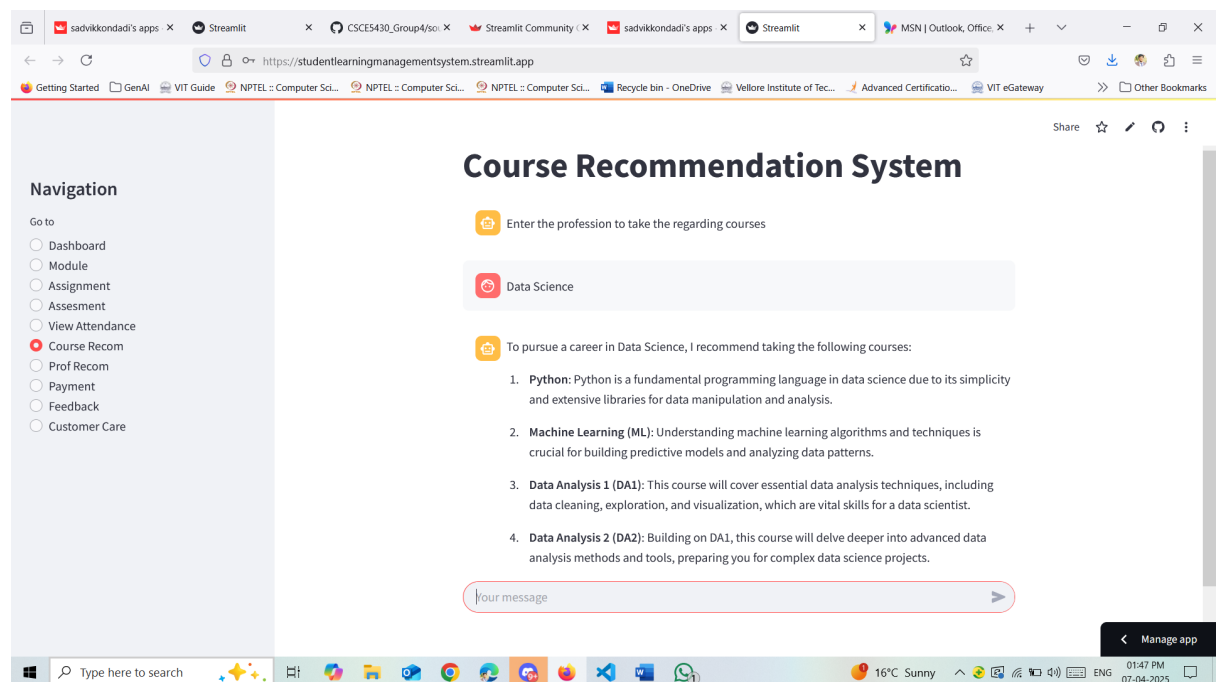 sadvikkondadi's apps
Streamlit
CSCE5430_Group4/sou
Streamlit Community C
sadvikkondadi's apps
Streamlit
MSN | Outlook, Office,
https://studentlearningmanagementsystem.streamlit.app
Getting Started GenAI VIT Guide NPTEL :: Computer Sci... NPTEL :: Computer Sci... NPTEL :: Computer Sci... Recycle bin - OneDrive Vellore Institute of Tec... Advanced Certificatio... VIT eGateway Other Bookmarks
Share
Navigation
Go to
Dashboard
Module
Assignment
Assesment
View Attendance
Course Recom
Prof Recom
Payment
Feedback
Customer Care
Course Recommendation System
Enter the profession to take the regarding courses
Data Science
To pursue a career in Data Science, I recommend taking the following courses:
1. Python: Python is a fundamental programming language in data science due to its simplicity
and extensive libraries for data manipulation and analysis.
2. Machine Learning (ML): Understanding machine learning algorithms and techniques is
crucial for building predictive models and analyzing data patterns.
3. Data Analysis 1 (DA1): This course will cover essential data analysis techniques, including
data cleaning, exploration, and visualization, which are vital skills for a data scientist.
4. Data Analysis 2 (DA2): Building on DA1, this course will delve deeper into advanced data
analysis methods and tools, preparing you for complex data science projects.
Your message
Manage app
Type here to search
16°C Sunny
ENG
01:47 PM
07-04-2025